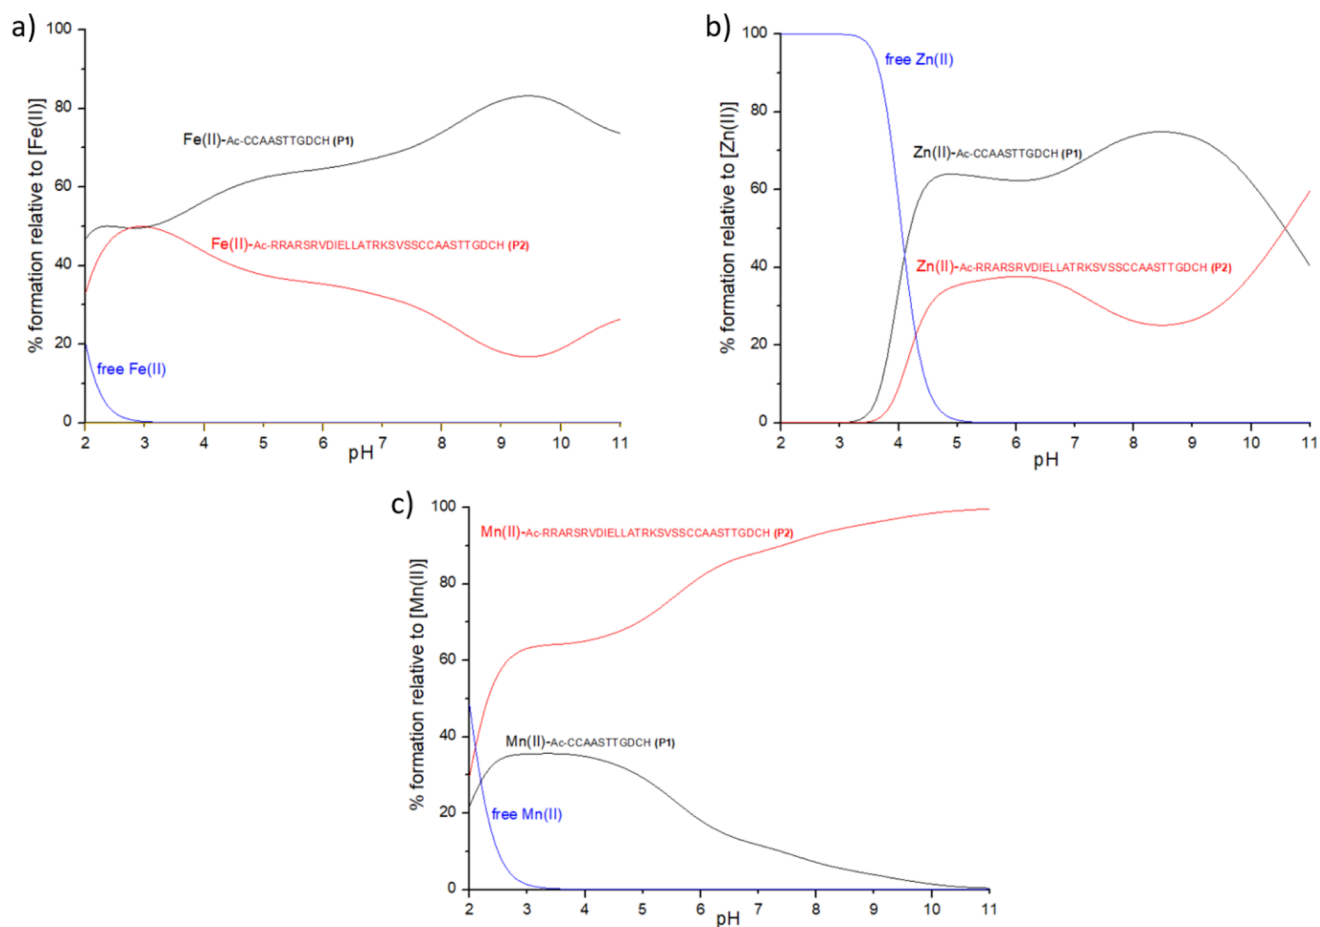 a)
% formation relative to [Fe(II)]
100
80
60
40
20
0
Fe(II)-Ac-CCAASTTGDCH (P1)
Fe(II)-Ac-RRARSRVDIELLATRKSVSSCCAASTTGDCH (P2)
free Fe(II)
2 3 4 5 6 7 8 9 10 11
pH
b)
% formation relative to [Zn(II)]
100
80
60
40
20
0
free Zn(II)
Zn(II)-Ac-CCAASTTGDCH (P1)
Zn(II)-Ac-RRARSRVDIELLATRKSVSSCCAASTTGDCH (P2)
2 3 4 5 6 7 8 9 10 11
pH
c)
% formation relative to [Mn(II)]
100
80
60
40
20
0
Mn(II)-Ac-RRARSRVDIELLATRKSVSSCCAASTTGDCH (P2)
Mn(II)-Ac-CCAASTTGDCH (P1)
free Mn(II)
2 3 4 5 6 7 8 9 10 11
pH